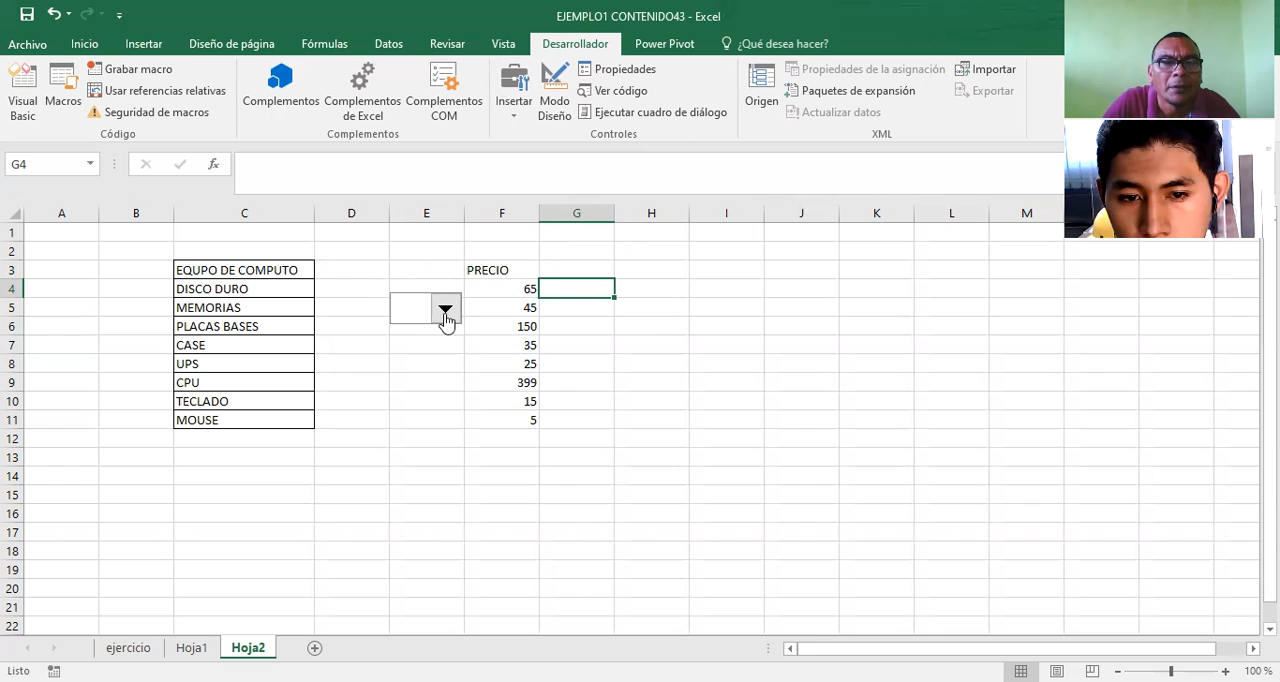 EJEMPLO1 CONTENIDO43 - Excel
Archivo Inicio Insertar Diseño de página Fórmulas Datos Revisar Vista Desarrollador Power Pivot ¿Qué desea hacer?
Visual Basic
Macros
Grabar macro
Usar referencias relativas
Seguridad de macros
Código
Complementos
Complementos de Excel
Complementos COM
Complementos
Insertar
Modo Diseño
Propiedades
Ver código
Ejecutar cuadro de diálogo
Controles
Origen
Propiedades de la asignación
Paquetes de expansión
Actualizar datos
Importar
Exportar
XML
G4 fx
A B C D E F G H I J K L M
1
2
3 EQUPO DE COMPUTO PRECIO
4 DISCO DURO 65
5 MEMORIAS 45
6 PLACAS BASES 150
7 CASE 35
8 UPS 25
9 CPU 399
10 TECLADO 15
11 MOUSE 5
12
13
14
15
16
17
18
19
20
21
22
ejercicio Hoja1 Hoja2
Listo 100 %